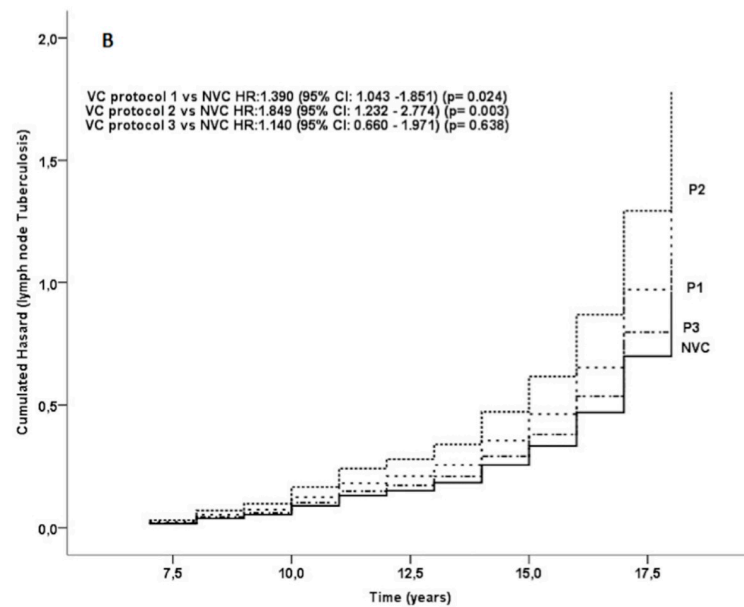 B
VC protocol 1 vs NVC HR:1.390 (95% CI: 1.043 -1.851) (p= 0.024)
VC protocol 2 vs NVC HR:1.849 (95% CI: 1.232 - 2.774) (p= 0.003)
VC protocol 3 vs NVC HR:1.140 (95% CI: 0.660 - 1.971) (p= 0.638)
Cumulated Hasard (lymph node Tuberculosis)
2,0
1,5
1,0
0,5
0,0
P2
P1
P3
NVC
7,5 10,0 12,5 15,0 17,5
Time (years)